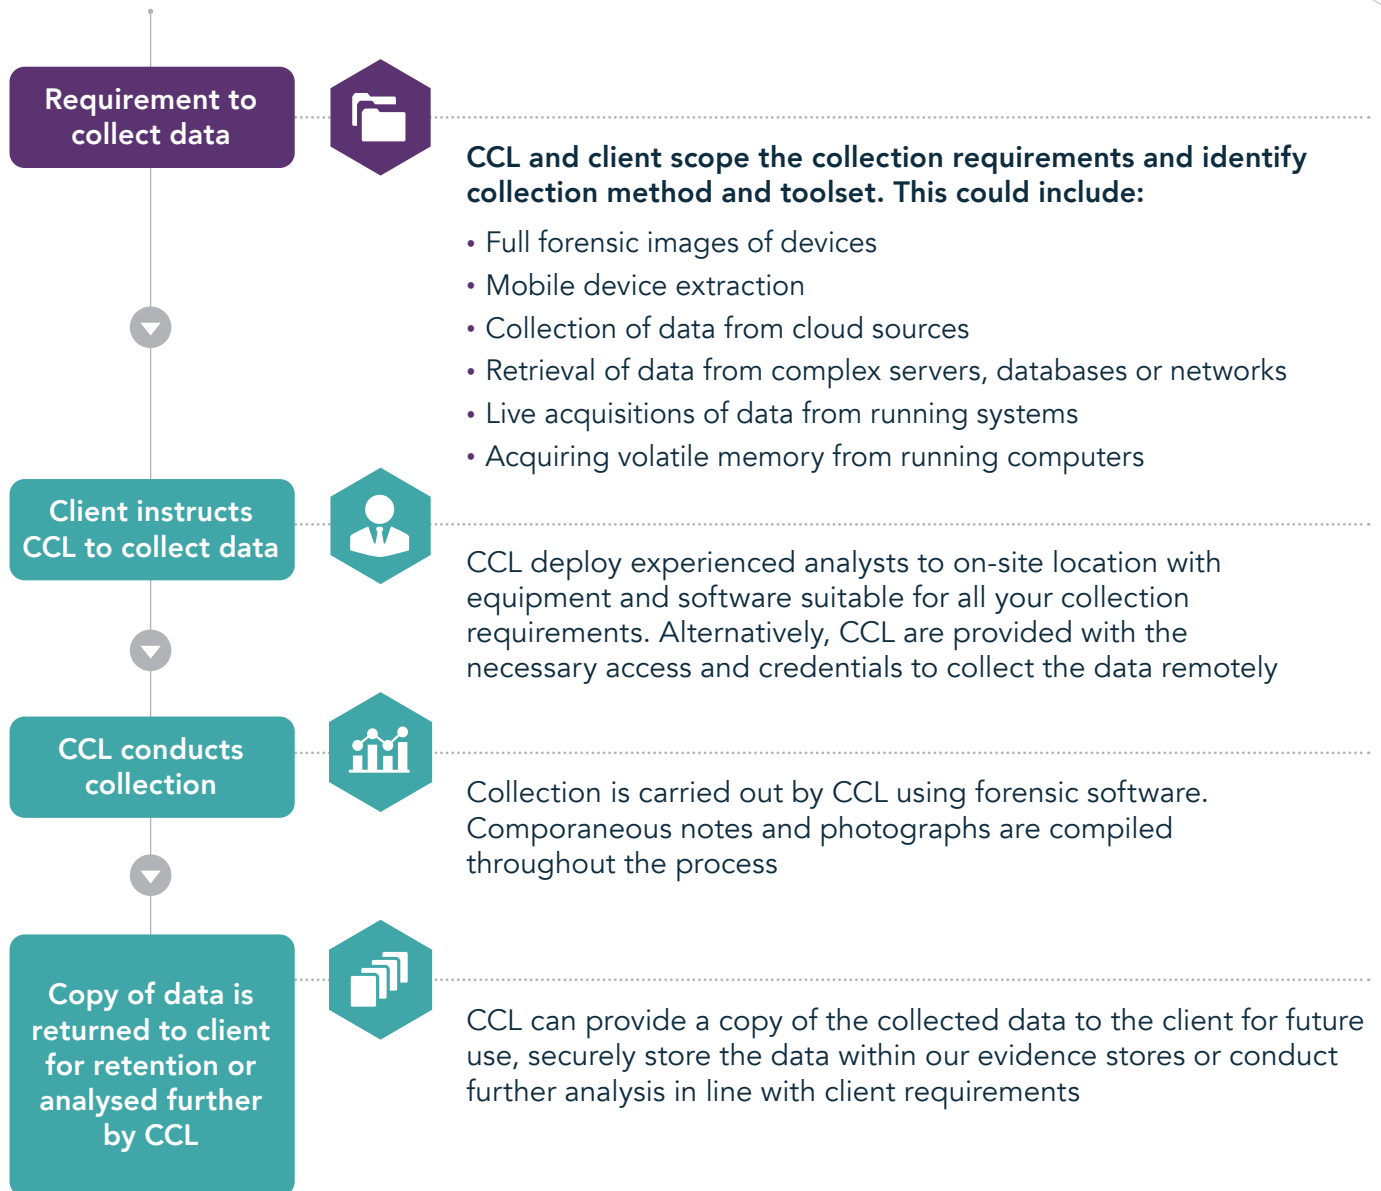 Requirement to
collect data
CCL and client scope the collection requirements and identify
collection method and toolset. This could include:
• Full forensic images of devices
• Mobile device extraction
• Collection of data from cloud sources
• Retrieval of data from complex servers, databases or networks
• Live acquisitions of data from running systems
• Acquiring volatile memory from running computers
Client instructs
CCL to collect data
CCL deploy experienced analysts to on-site location with
equipment and software suitable for all your collection
requirements. Alternatively, CCL are provided with the
necessary access and credentials to collect the data remotely
CCL conducts
collection
Collection is carried out by CCL using forensic software.
Comporaneous notes and photographs are compiled
throughout the process
Copy of data is
returned to client
for retention or
analysed further
by CCL
CCL can provide a copy of the collected data to the client for future
use, securely store the data within our evidence stores or conduct
further analysis in line with client requirements